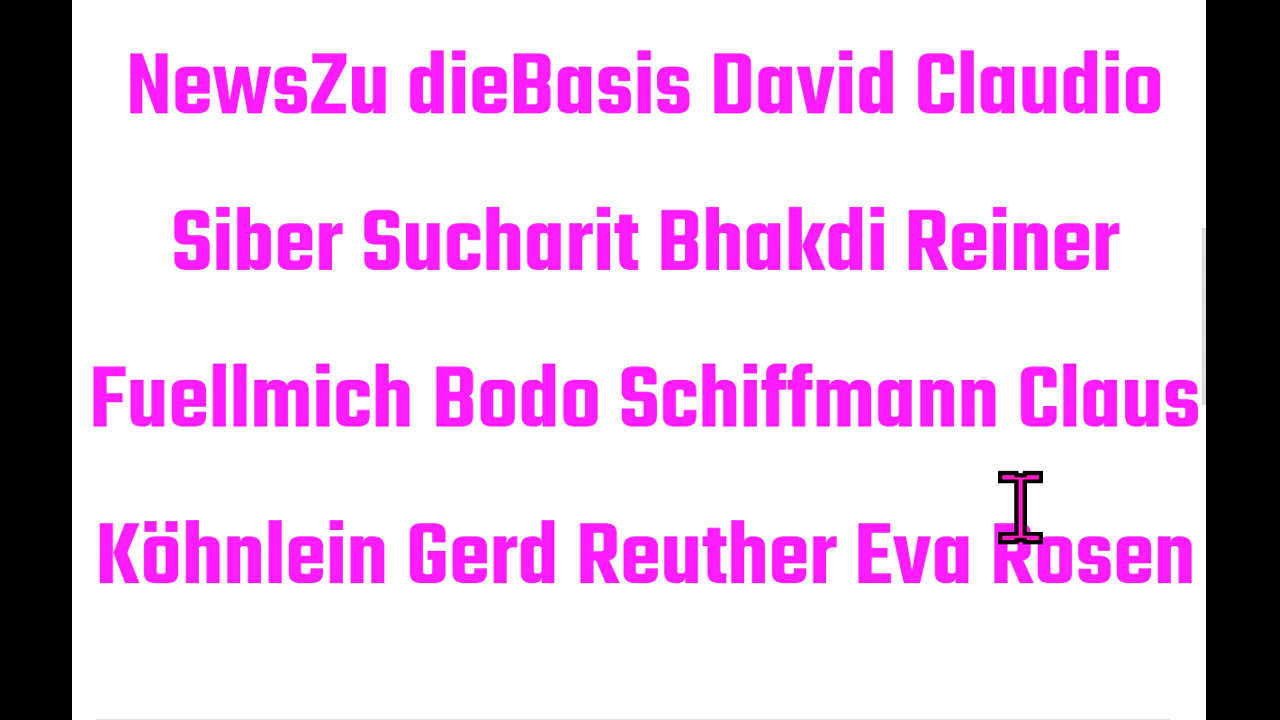 NewsZu dieBasis David Claudio
Siber Sucharit Bhakdi Reiner
Fuellmich Bodo Schiffmann Claus
Köhnlein Gerd Reuther Eva Rosen